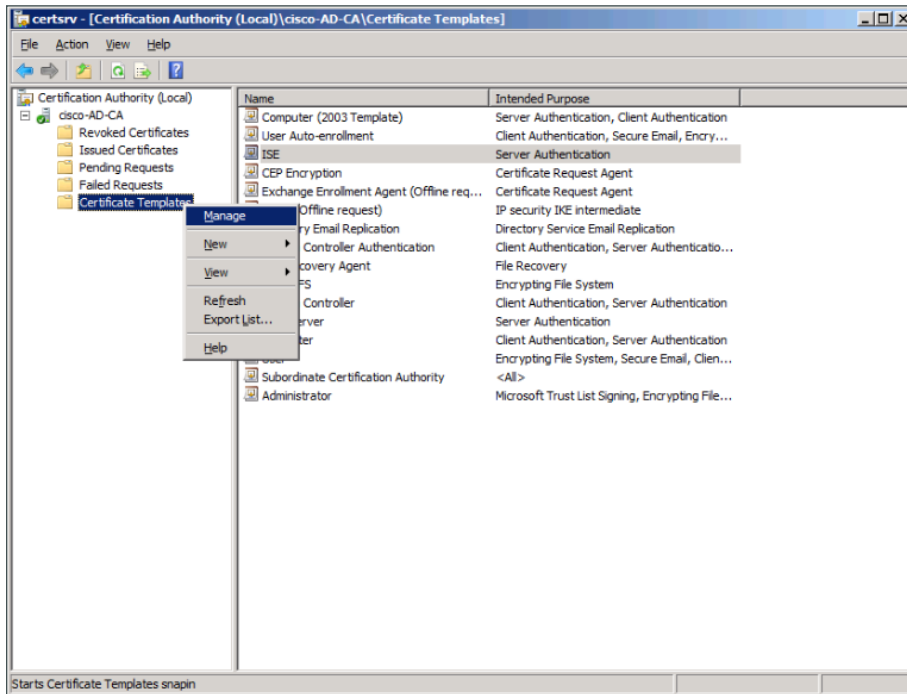 certsrv - [Certification Authority (Local)\cisco-AD-CA\Certificate Templates]
File Action View Help
Certification Authority (Local)
cisco-AD-CA
Revoked Certificates
Issued Certificates
Pending Requests
Failed Requests
Certificate Templates
Manage
New
View
Refresh
Export List...
Help
Name Intended Purpose
Computer (2003 Template) Server Authentication, Client Authentication
User Auto-enrollment Client Authentication, Secure Email, Encry...
ISE Server Authentication
CEP Encryption Certificate Request Agent
Exchange Enrollment Agent (Offline req... Certificate Request Agent
Offline request) IP security IKE intermediate
ry Email Replication Directory Service Email Replication
Controller Authentication Client Authentication, Server Authenticatio...
covery Agent File Recovery
FS Encrypting File System
Controller Client Authentication, Server Authentication
erver Server Authentication
ter Client Authentication, Server Authentication
Encrypting File System, Secure Email, Clien...
Subordinate Certification Authority <All>
Administrator Microsoft Trust List Signing, Encrypting File...
Starts Certificate Templates snapin